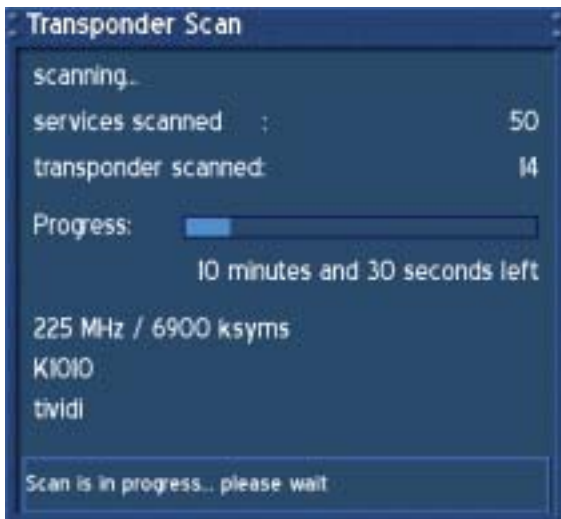 Transponder Scan
scanning...
services scanned : 50
transponder scanned: 14
Progress:
10 minutes and 30 seconds left
225 MHz / 6900 ksyms
K1010
tividi
Scan is in progress... please wait